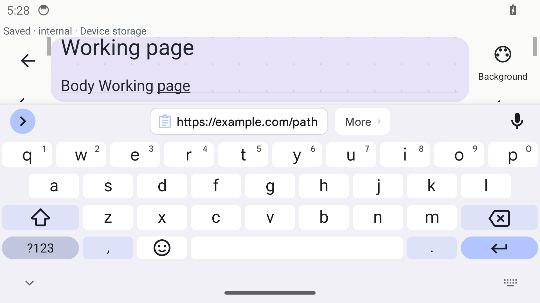 5:28
Saved · internal · Device storage
Working page
Body Working page
Background
https://example.com/path
More
q 1 w 2 e 3 r 4 t 5 y 6 u 7 i 8 o 9 p 0
a s d f g h j k l
z x c v b n m
?123 , .